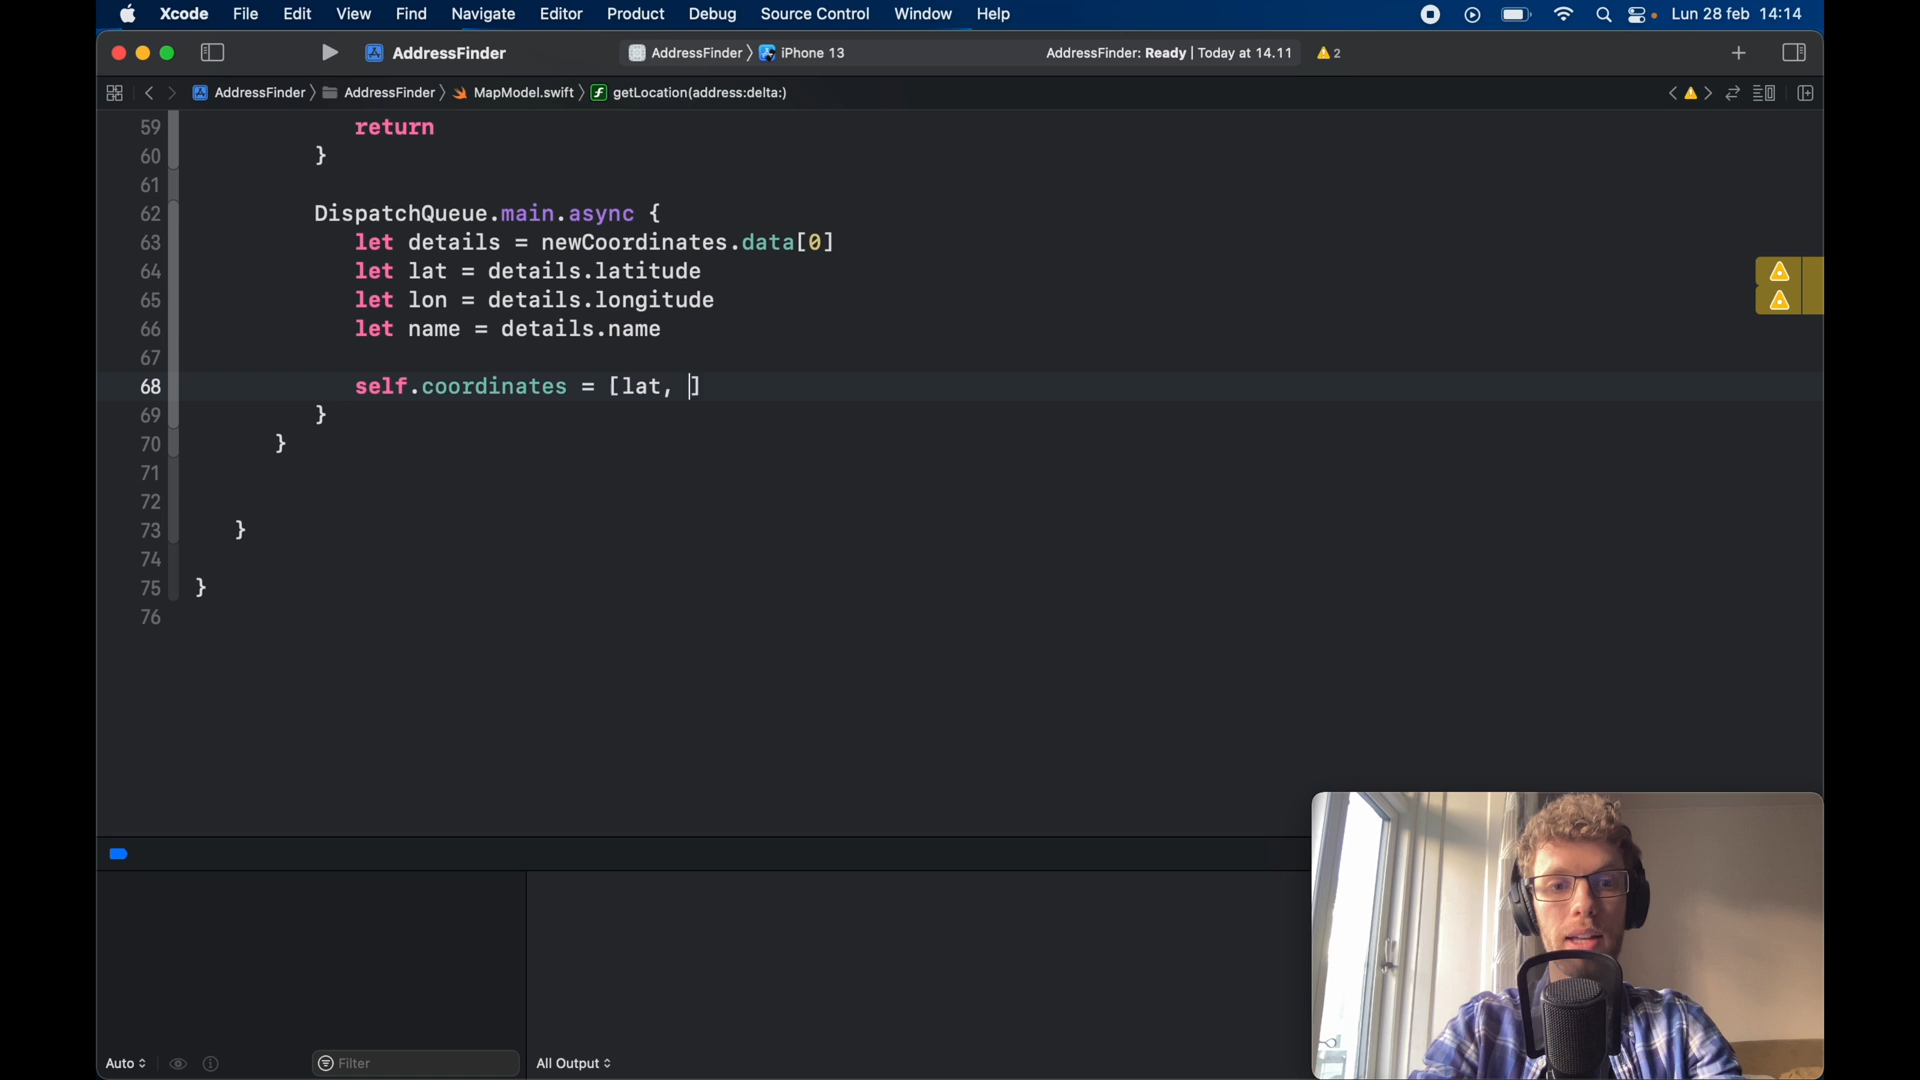 Xcode File Edit View Find Navigate Editor Product Debug Source Control Window Help Lun 28 feb 14:14
AddressFinder AddressFinder iPhone 13 AddressFinder: Ready | Today at 14.11 2
AddressFinder AddressFinder MapModel.swift getLocation(address:delta:)
59 return
60 }
61
62 DispatchQueue.main.async {
63 let details = newCoordinates.data[0]
64 let lat = details.latitude
65 let lon = details.longitude
66 let name = details.name
67
68 self.coordinates = [lat, ]
69 }
70 }
71
72
73 }
74
75 }
76
Auto Filter All Output